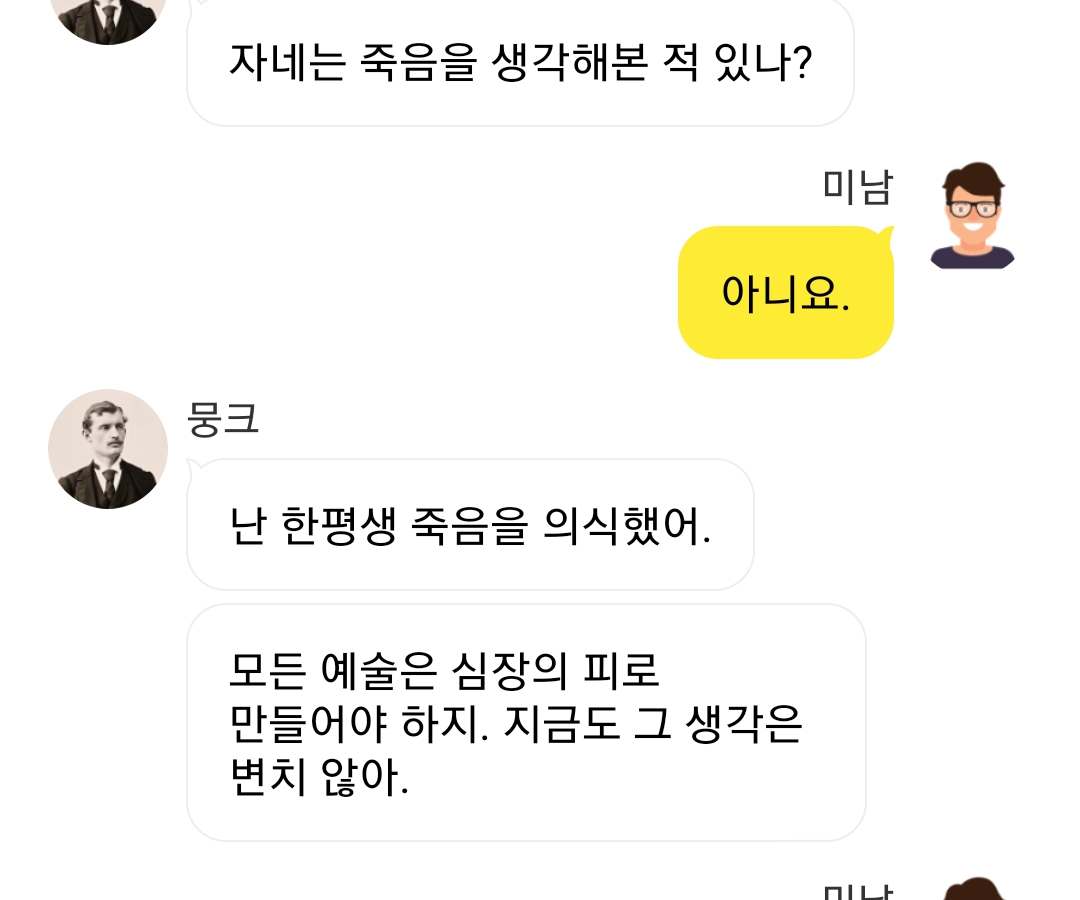 자네는 죽음을 생각해본 적 있나?
미남
아니요.
뭉크
난 한평생 죽음을 의식했어.
모든 예술은 심장의 피로
만들어야 하지. 지금도 그 생각은
변치 않아.
미남